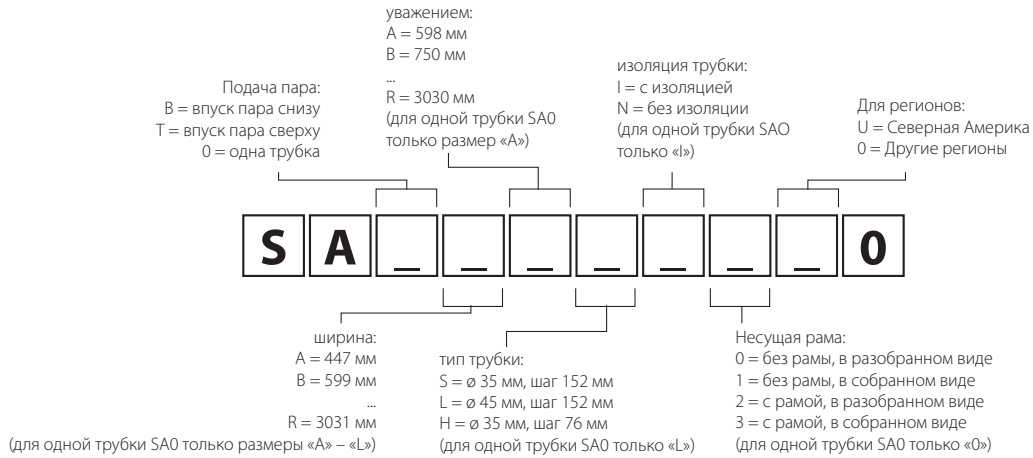 уважением:
A = 598 мм
B = 750 мм
...
R = 3030 мм
(для одной трубки SA0
только размер «A»)
изоляция трубки:
I = с изоляцией
N = без изоляции
(для одной трубки SAO
только «I»)
Подача пара:
B = впуск пара снизу
T = впуск пара сверху
0 = одна трубка
Для регионов:
U = Северная Америка
0 = Другие регионы
S A _ _ _ _ _ _ _ 0
ширина:
A = 447 мм
B = 599 мм
...
R = 3031 мм
(для одной трубки SA0 только размеры «A» – «L»)
тип трубки:
S = ø 35 мм, шаг 152 мм
L = ø 45 мм, шаг 152 мм
H = ø 35 мм, шаг 76 мм
(для одной трубки SA0 только «L»)
Несущая рама:
0 = без рамы, в разобранном виде
1 = без рамы, в собранном виде
2 = с рамой, в разобранном виде
3 = с рамой, в собранном виде
(для одной трубки SA0 только «0»)